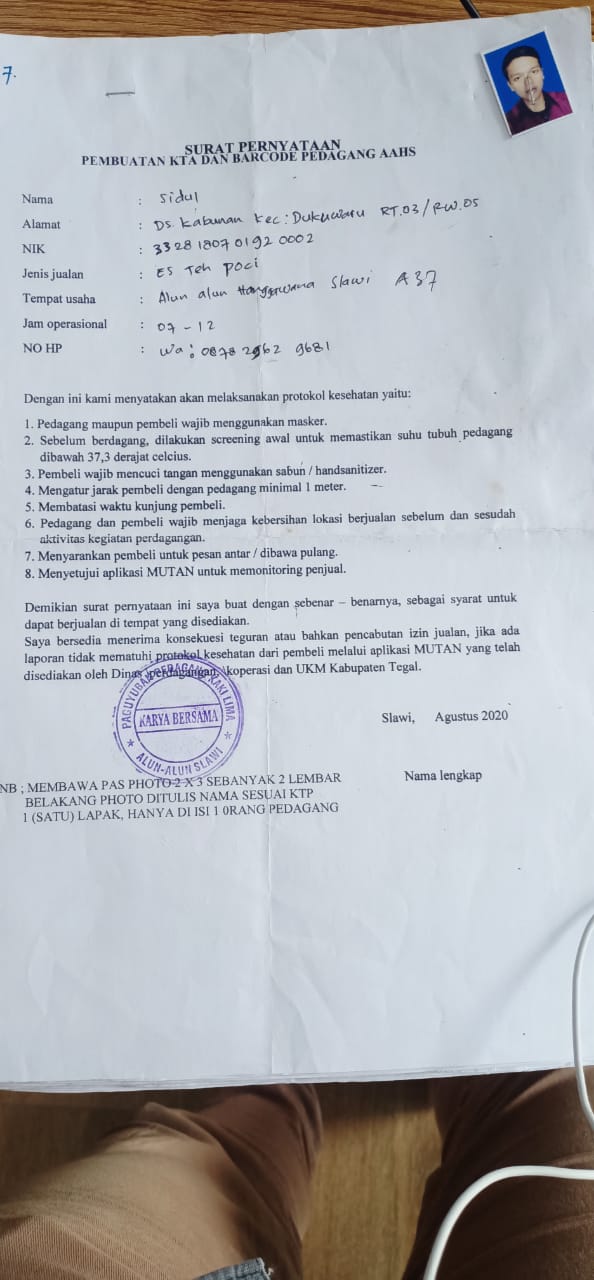 7.
SURAT PERNYATAAN
PEMBUATAN KTA DAN BARCODE PEDAGANG AAHS
Nama : Sidul
Alamat : Ds. Kabunan Kec: Dukuwaru RT.03/RW.05
NIK : 3328 1807 0192 0002
Jenis jualan : ES Teh Poci
Tempat usaha : Alun alun Hanggawana Slawi A37
Jam operasional : 07 - 12
NO HP : Wa: 0878 2962 9681
Dengan ini kami menyatakan akan melaksanakan protokol kesehatan yaitu:
1. Pedagang maupun pembeli wajib menggunakan masker.
2. Sebelum berdagang, dilakukan screening awal untuk memastikan suhu tubuh pedagang
dibawah 37,3 derajat celcius.
3. Pembeli wajib mencuci tangan menggunakan sabun / handsanitizer.
4. Mengatur jarak pembeli dengan pedagang minimal 1 meter.
5. Membatasi waktu kunjung pembeli.
6. Pedagang dan pembeli wajib menjaga kebersihan lokasi berjualan sebelum dan sesudah
aktivitas kegiatan perdagangan.
7. Menyarankan pembeli untuk pesan antar / dibawa pulang.
8. Menyetujui aplikasi MUTAN untuk memonitoring penjual.
Demikian surat pernyataan ini saya buat dengan sebenar – benarnya, sebagai syarat untuk
dapat berjualan di tempat yang disediakan.
Saya bersedia menerima konsekuesi teguran atau bahkan pencabutan izin jualan, jika ada
laporan tidak mematuhi protokol kesehatan dari pembeli melalui aplikasi MUTAN yang telah
disediakan oleh Dinas perdagangan, koperasi dan UKM Kabupaten Tegal.
PAGUYUBAN PEDAGANG KAKI LIMA
KARYA BERSAMA
ALUN-ALUN SLAWI
Slawi, Agustus 2020
Nama lengkap
NB ; MEMBAWA PAS PHOTO 2 X 3 SEBANYAK 2 LEMBAR
BELAKANG PHOTO DITULIS NAMA SESUAI KTP
1 (SATU) LAPAK, HANYA DI ISI 1 0RANG PEDAGANG